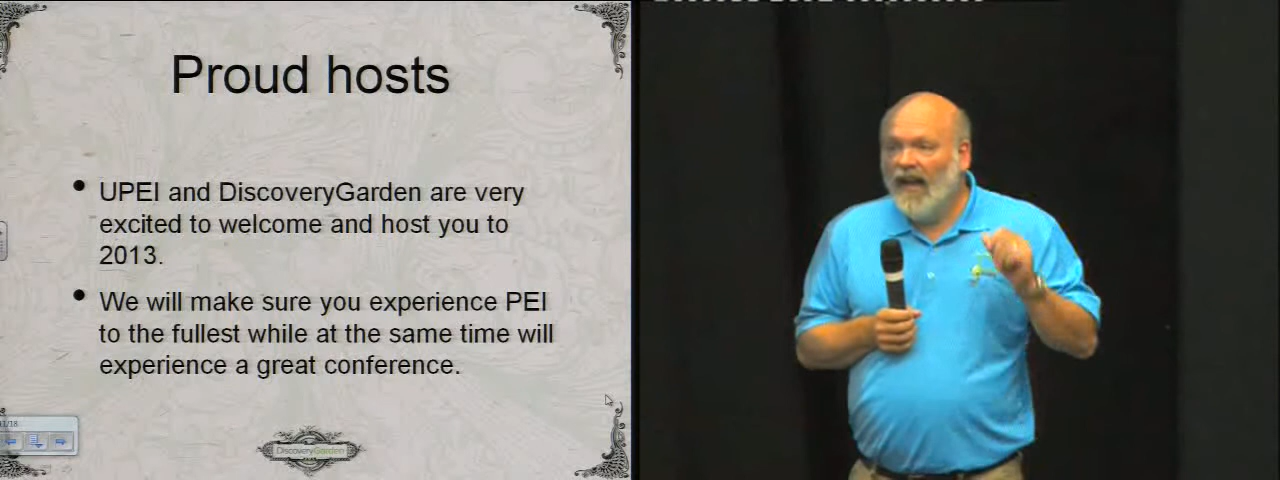 Proud hosts
• UPEI and DiscoveryGarden are very
excited to welcome and host you to
2013.
• We will make sure you experience PEI
to the fullest while at the same time will
experience a great conference.
DiscoveryGarden